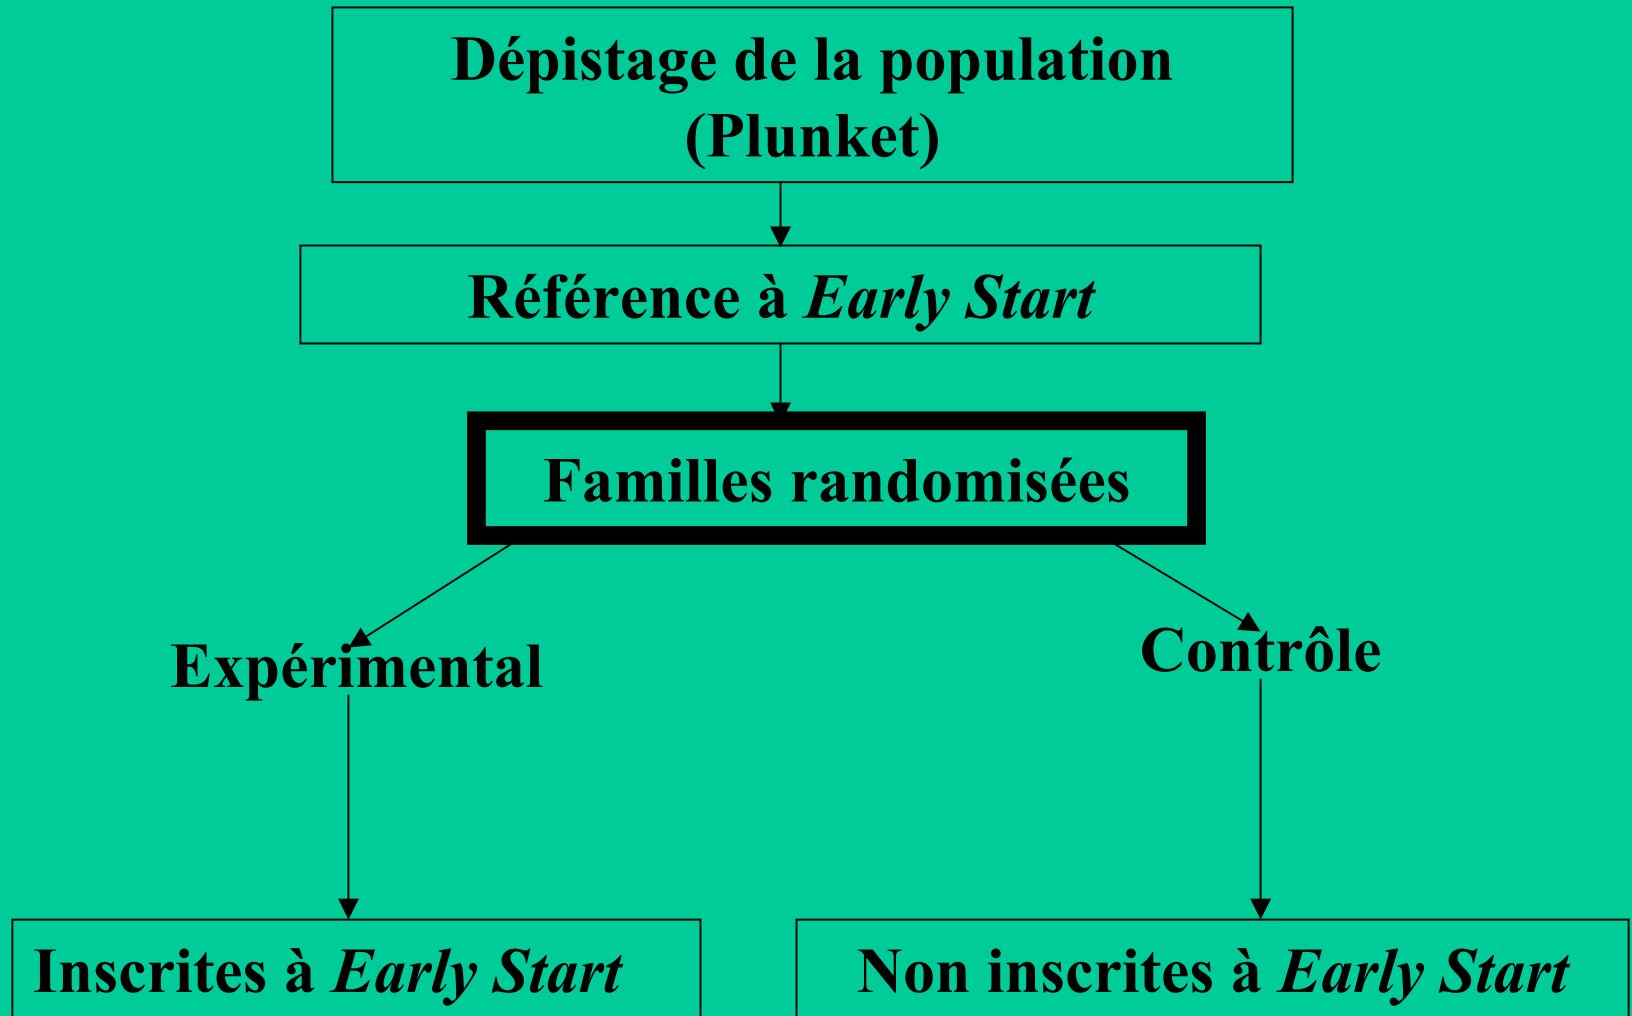 Dépistage de la population
(Plunket)
Référence à Early Start
Familles randomisées
Expérimental
Contrôle
Inscrites à Early Start
Non inscrites à Early Start